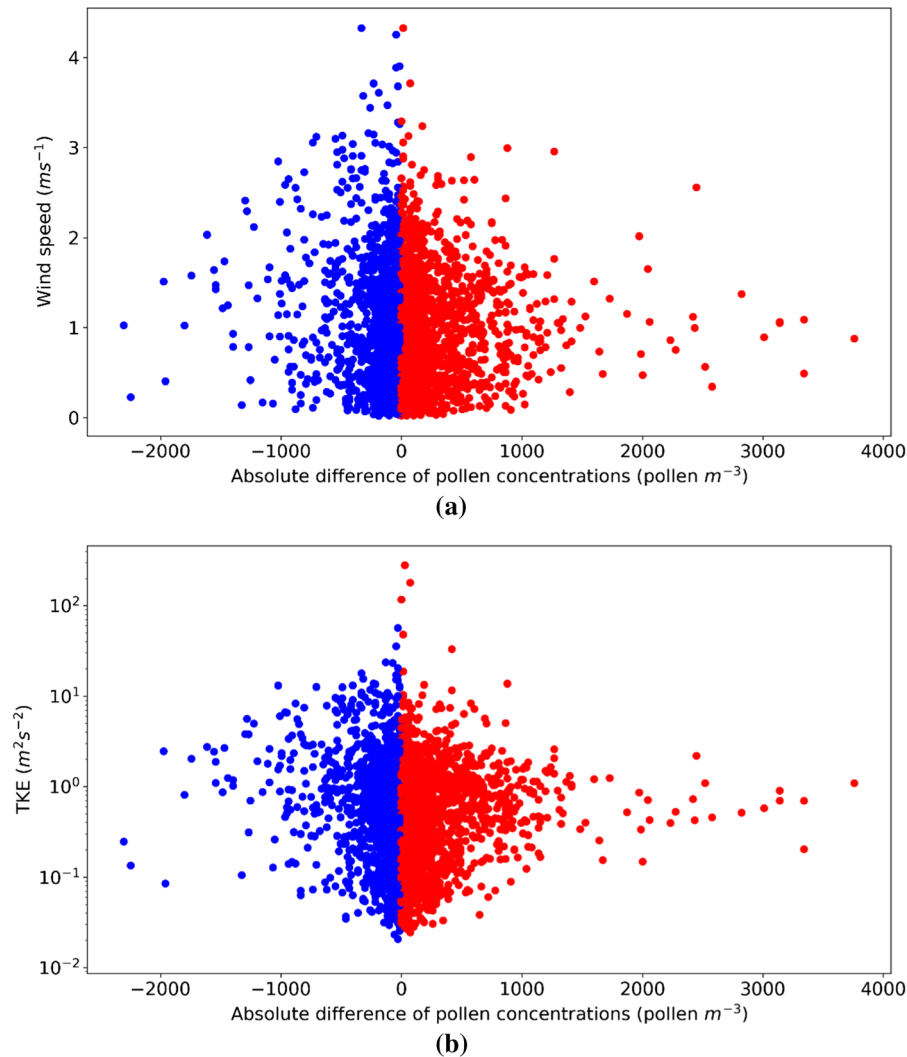 4
3
2
1
0
Wind speed (ms⁻¹)
−2000 −1000 0 1000 2000 3000 4000
Absolute difference of pollen concentrations (pollen m⁻³)
(a)
10²
10¹
10⁰
10⁻¹
10⁻²
TKE (m²s⁻²)
−2000 −1000 0 1000 2000 3000 4000
Absolute difference of pollen concentrations (pollen m⁻³)
(b)